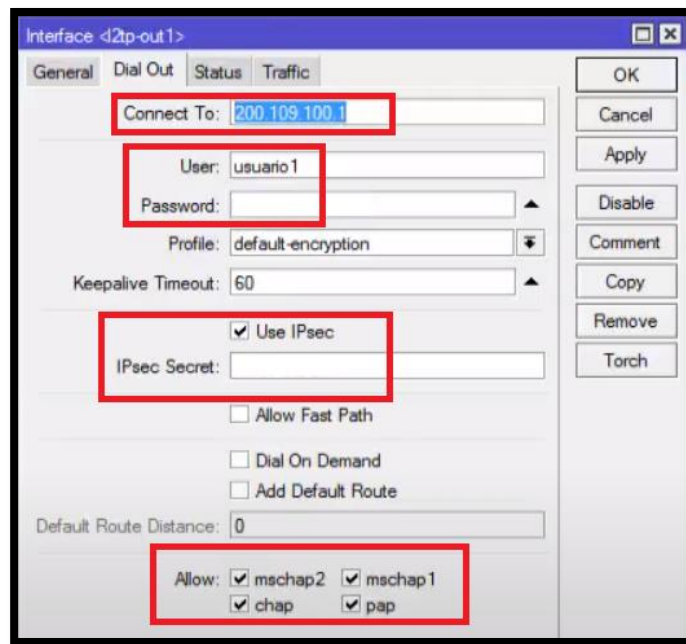 Interface <l2tp-out1>
General Dial Out Status Traffic
OK
Connect To: 200.109.100.1
Cancel
User: usuario1
Apply
Password:
Disable
Profile: default-encryption
Comment
Keepalive Timeout: 60
Copy
Use IPsec
Remove
IPsec Secret:
Torch
Allow Fast Path
Dial On Demand
Add Default Route
Default Route Distance: 0
Allow: mschap2 mschap1
chap pap